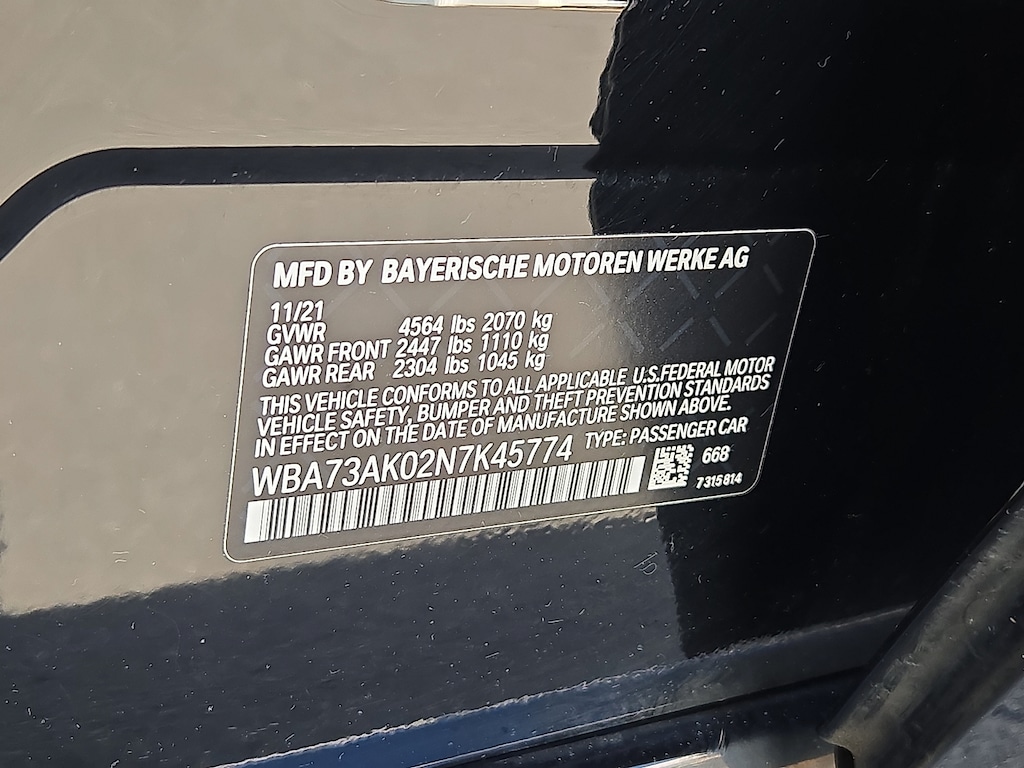 MFD BY BAYERISCHE MOTOREN WERKE AG
11/21
GVWR 4564 lbs 2070 kg
GAWR FRONT 2447 lbs 1110 kg
GAWR REAR 2304 lbs 1045 kg
THIS VEHICLE CONFORMS TO ALL APPLICABLE U.S. FEDERAL MOTOR
VEHICLE SAFETY, BUMPER AND THEFT PREVENTION STANDARDS
IN EFFECT ON THE DATE OF MANUFACTURE SHOWN ABOVE.
WBA73AK02N7K45774 TYPE: PASSENGER CAR
668
7315814